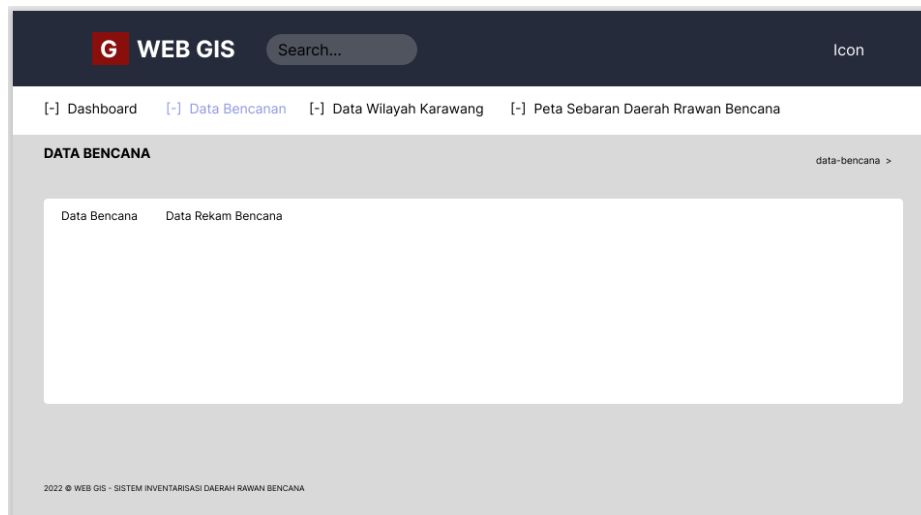 G WEB GIS Search... Icon
[-] Dashboard [-] Data Bencanan [-] Data Wilayah Karawang [-] Peta Sebaran Daerah Rrawan Bencana
DATA BENCANA
data-bencana >
Data Bencana Data Rekam Bencana
2022 © WEB GIS - SISTEM INVENTARISASI DAERAH RAWAN BENCANA